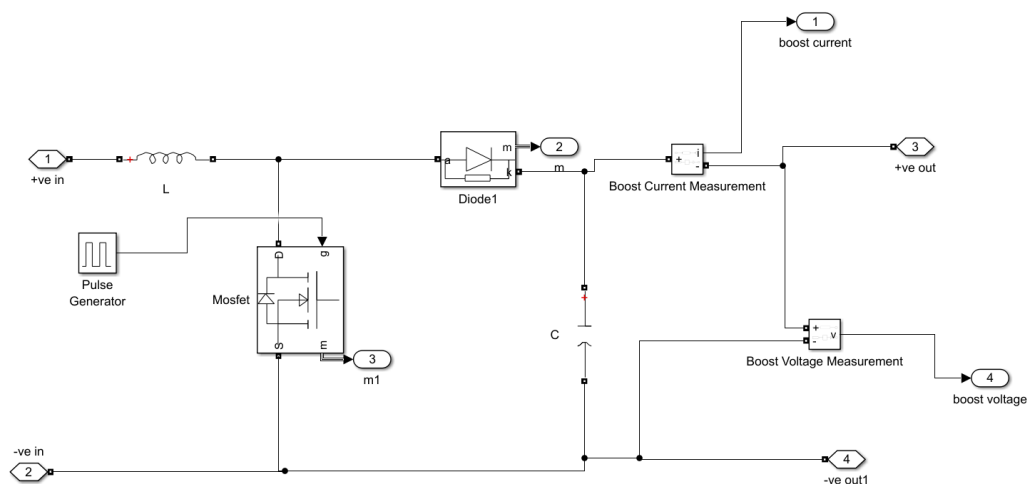 1
boost current
1
+ve in
+
L
a
m
k
Diode1
2
m
+
i
-
Boost Current Measurement
3
+ve out
Pulse
Generator
Mosfet
D
g
S
m
3
m1
+
C
+
-
v
Boost Voltage Measurement
4
boost voltage
-ve in
2
4
-ve out1